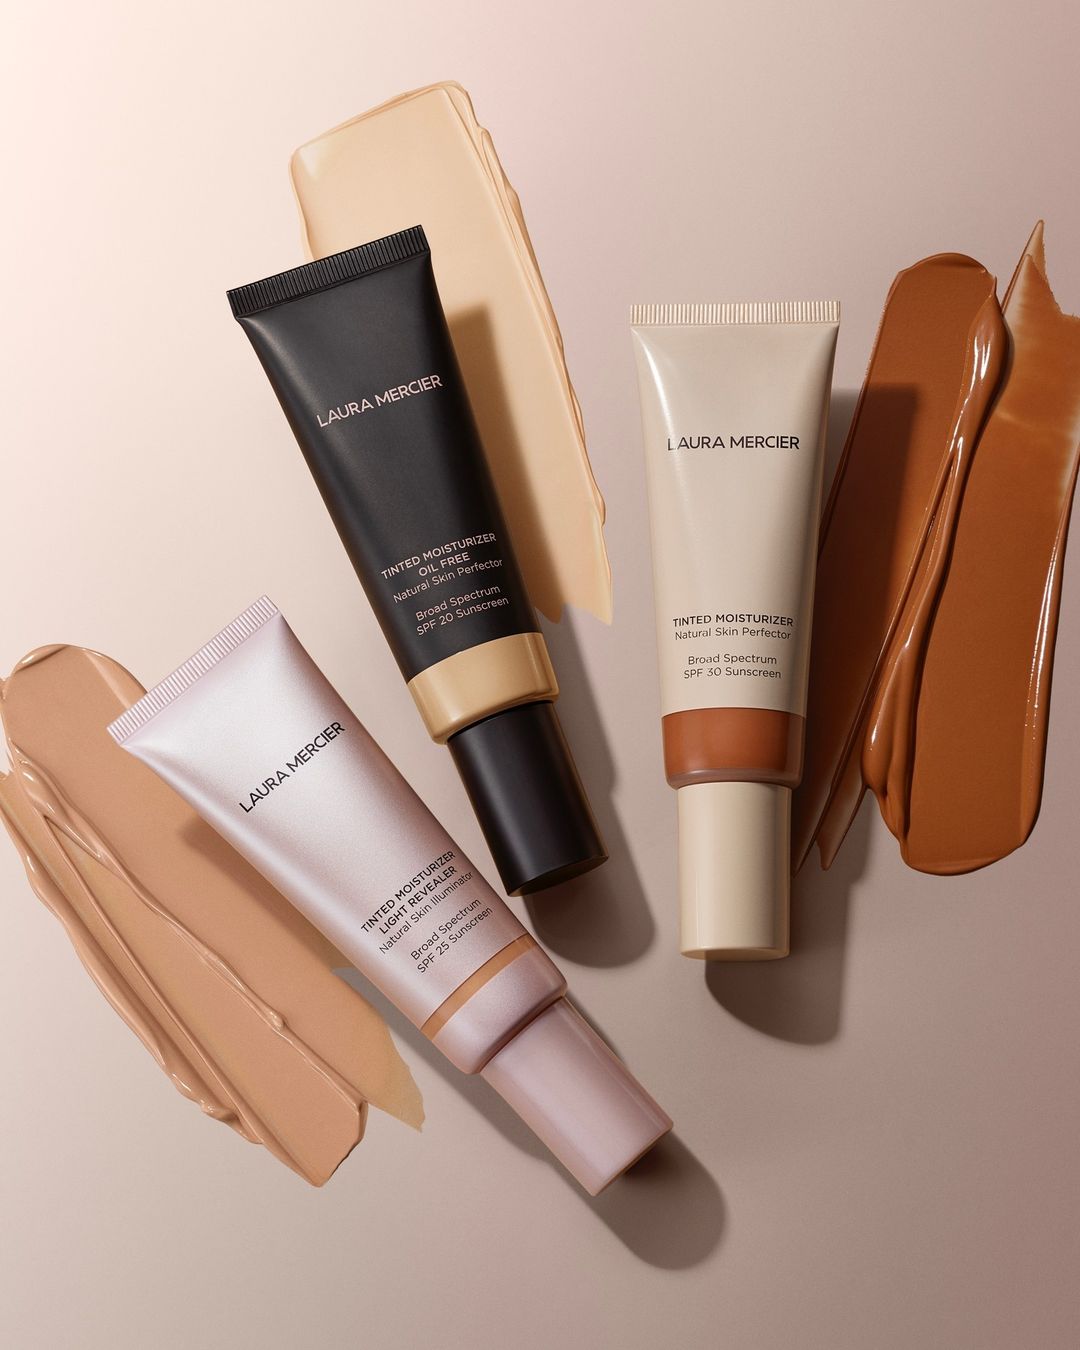 LAURA MERCIER
TINTED MOISTURIZER
OIL FREE
Natural Skin Perfector
Broad Spectrum
SPF 20 Sunscreen
LAURA MERCIER
TINTED MOISTURIZER
Natural Skin Perfector
Broad Spectrum
SPF 30 Sunscreen
LAURA MERCIER
TINTED MOISTURIZER
LIGHT REVEALER
Natural Skin Illuminator
Broad Spectrum
SPF 25 Sunscreen